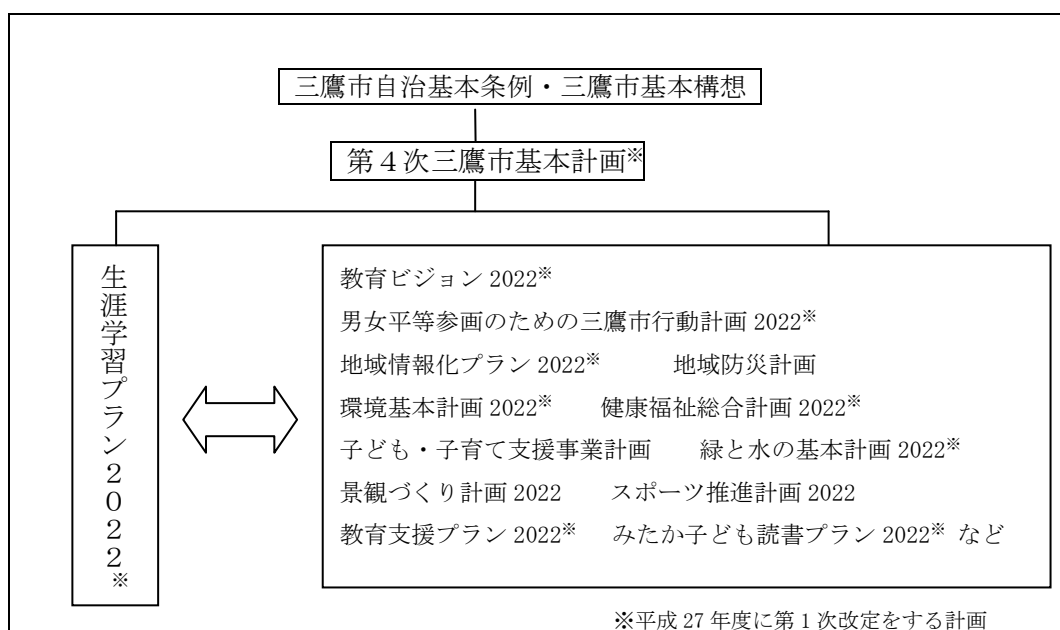 三鷹市自治基本条例・三鷹市基本構想
第4次三鷹市基本計画※
生涯学習プラン2022※
教育ビジョン 2022※
男女平等参画のための三鷹市行動計画 2022※
地域情報化プラン 2022※　地域防災計画
環境基本計画 2022※　健康福祉総合計画 2022※
子ども・子育て支援事業計画　緑と水の基本計画 2022※
景観づくり計画 2022　スポーツ推進計画 2022
教育支援プラン 2022※　みたか子ども読書プラン 2022※ など
※平成 27 年度に第 1 次改定をする計画